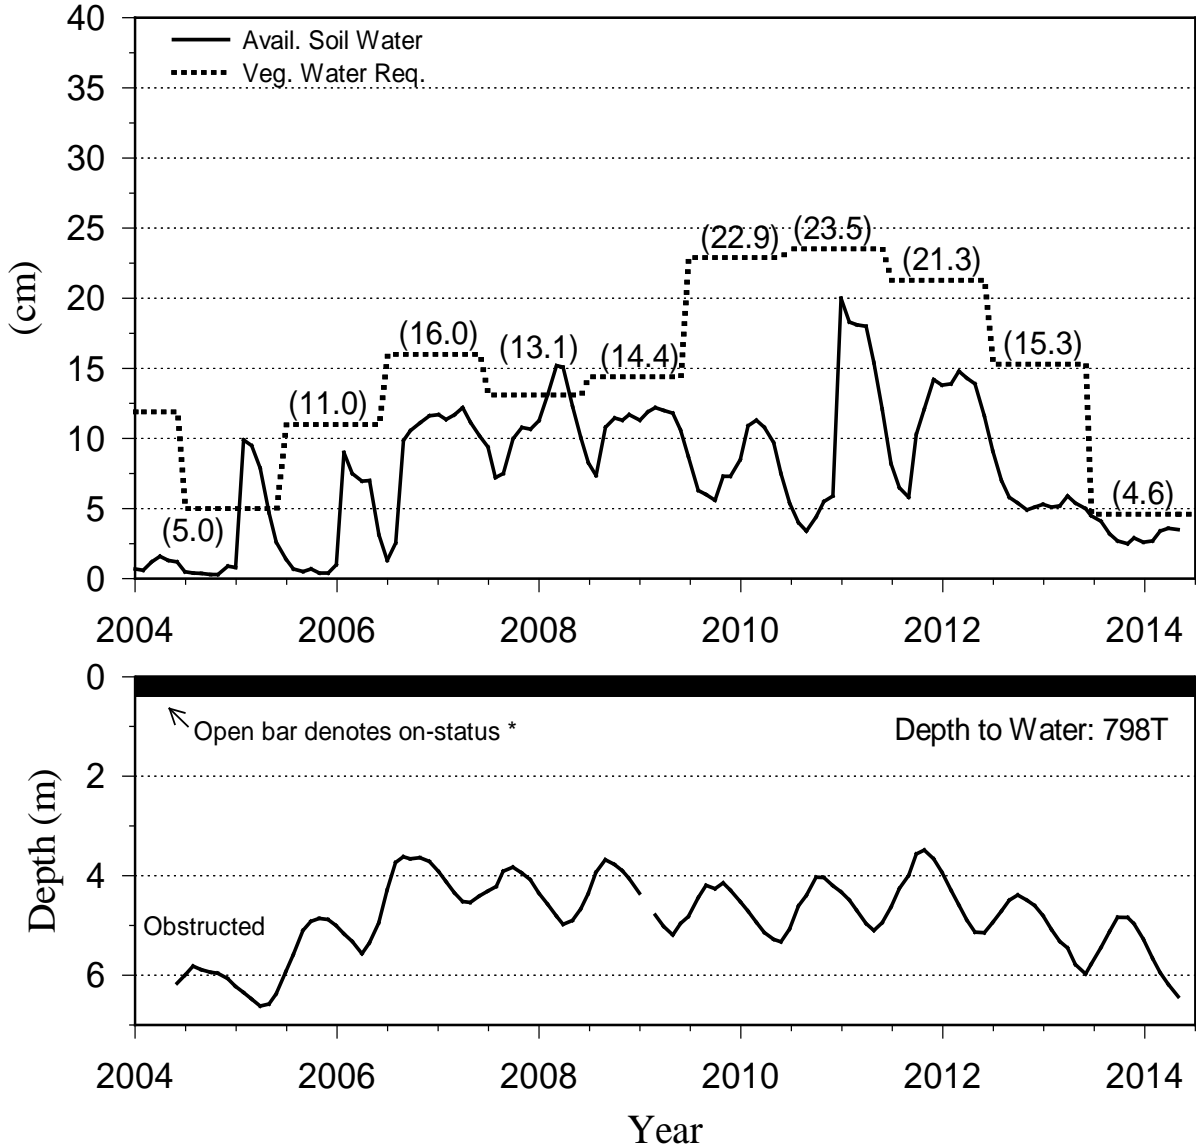 40
Avail. Soil Water
Veg. Water Req.
35
30
25
(22.9) (23.5)
(21.3)
(cm)
20
(16.0) (13.1) (14.4) (15.3)
15
(11.0)
10
5
(5.0) (4.6)
0
2004 2006 2008 2010 2012 2014
0
Open bar denotes on-status *
Depth to Water: 798T
2
Depth (m)
4
Obstructed
6
2004 2006 2008 2010 2012 2014
Year